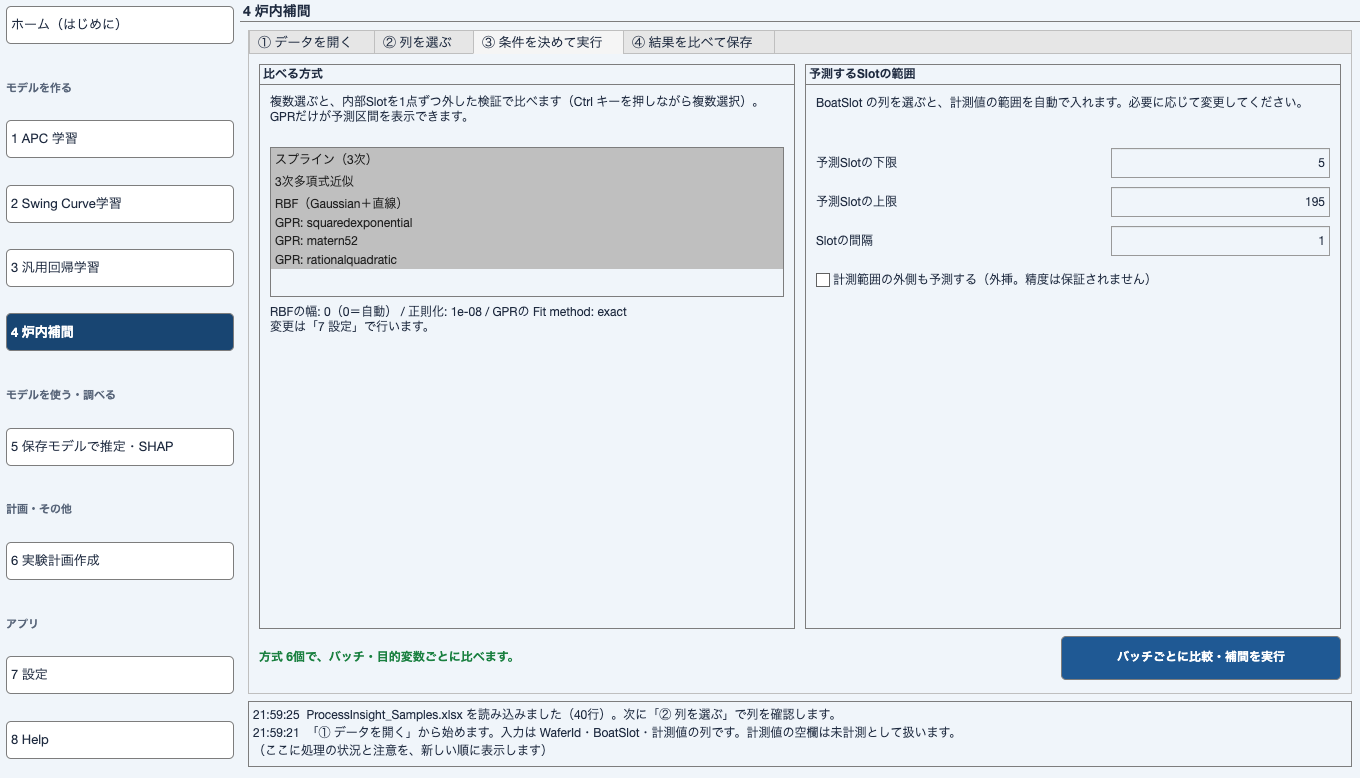 ホーム（はじめに）
モデルを作る
1 APC 学習
2 Swing Curve学習
3 汎用回帰学習
4 炉内補間
モデルを使う・調べる
5 保存モデルで推定・SHAP
計画・その他
6 実験計画作成
アプリ
7 設定
8 Help
4 炉内補間
① データを開く ② 列を選ぶ ③ 条件を決めて実行 ④ 結果を比べて保存
比べる方式
複数選ぶと、内部Slotを1点ずつ外した検証で比べます（Ctrl キーを押しながら複数選択）。
GPRだけが予測区間を表示できます。
スプライン（3次）
3次多項式近似
RBF（Gaussian＋直線）
GPR: squaredexponential
GPR: matern52
GPR: rationalquadratic
RBFの幅: 0（0＝自動） / 正則化: 1e-08 / GPRの Fit method: exact
変更は「7 設定」で行います。
予測するSlotの範囲
BoatSlot の列を選ぶと、計測値の範囲を自動で入れます。必要に応じて変更してください。
予測Slotの下限 5
予測Slotの上限 195
Slotの間隔 1
計測範囲の外側も予測する（外挿。精度は保証されません）
方式 6個で、バッチ・目的変数ごとに比べます。
バッチごとに比較・補間を実行
21:59:25 ProcessInsight_Samples.xlsx を読み込みました（40行）。次に「② 列を選ぶ」で列を確認します。
21:59:21 「① データを開く」から始めます。入力は WaferId・BoatSlot・計測値の列です。計測値の空欄は未計測として扱います。
（ここに処理の状況と注意を、新しい順に表示します）